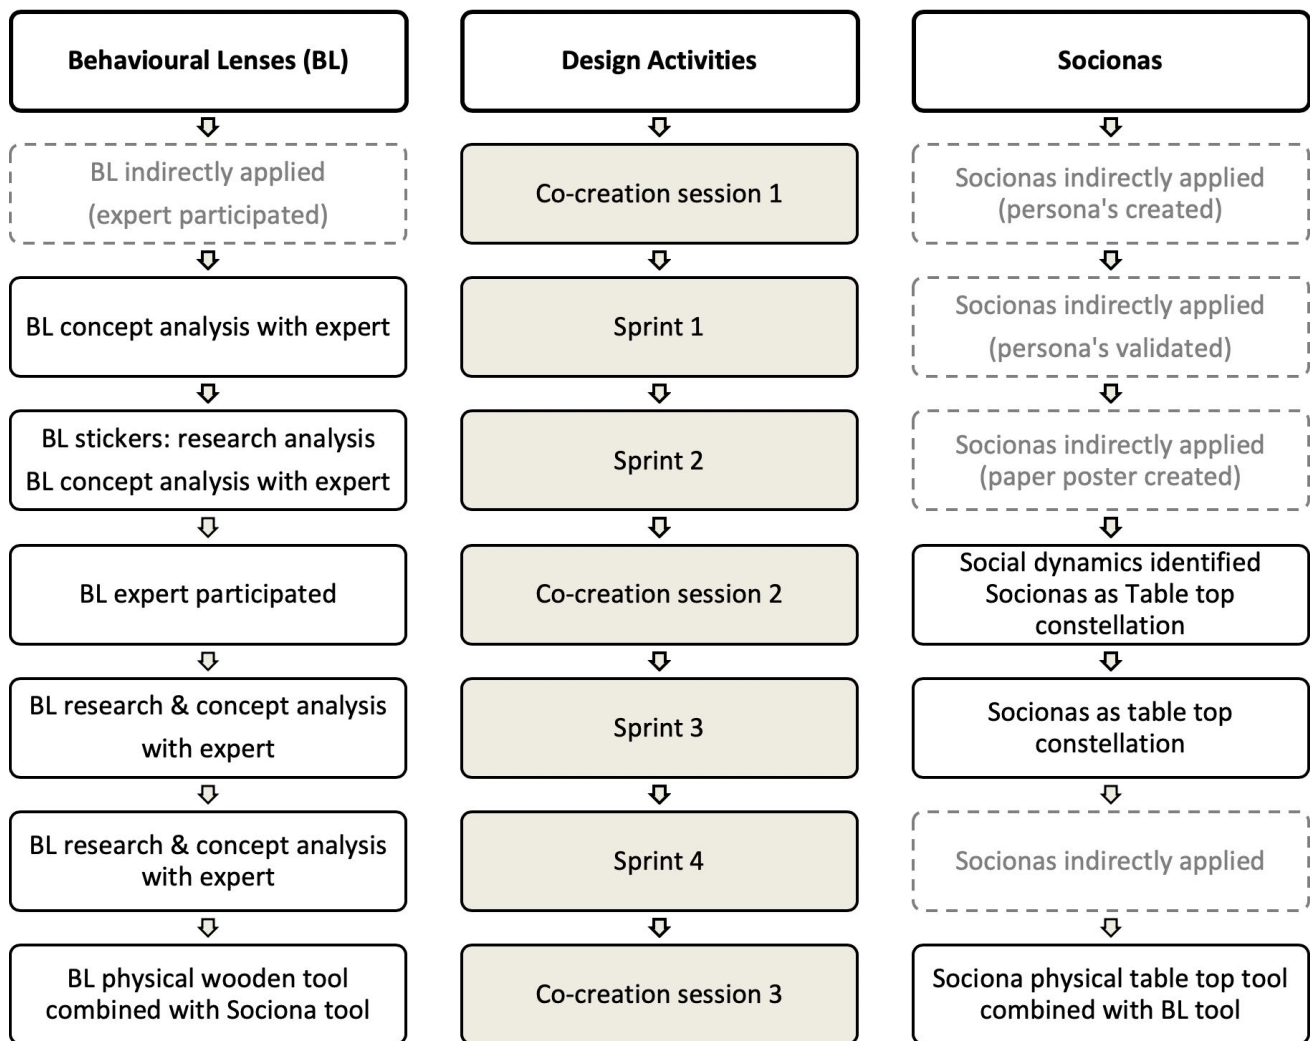 Behavioural Lenses (BL)
Design Activities
Socionas
BL indirectly applied
(expert participated)
Co-creation session 1
Socionas indirectly applied
(persona's created)
BL concept analysis with expert
Sprint 1
Socionas indirectly applied
(persona's validated)
BL stickers: research analysis
BL concept analysis with expert
Sprint 2
Socionas indirectly applied
(paper poster created)
BL expert participated
Co-creation session 2
Social dynamics identified
Socionas as Table top
constellation
BL research & concept analysis
with expert
Sprint 3
Socionas as table top
constellation
BL research & concept analysis
with expert
Sprint 4
Socionas indirectly applied
BL physical wooden tool
combined with Sociona tool
Co-creation session 3
Sociona physical table top tool
combined with BL tool